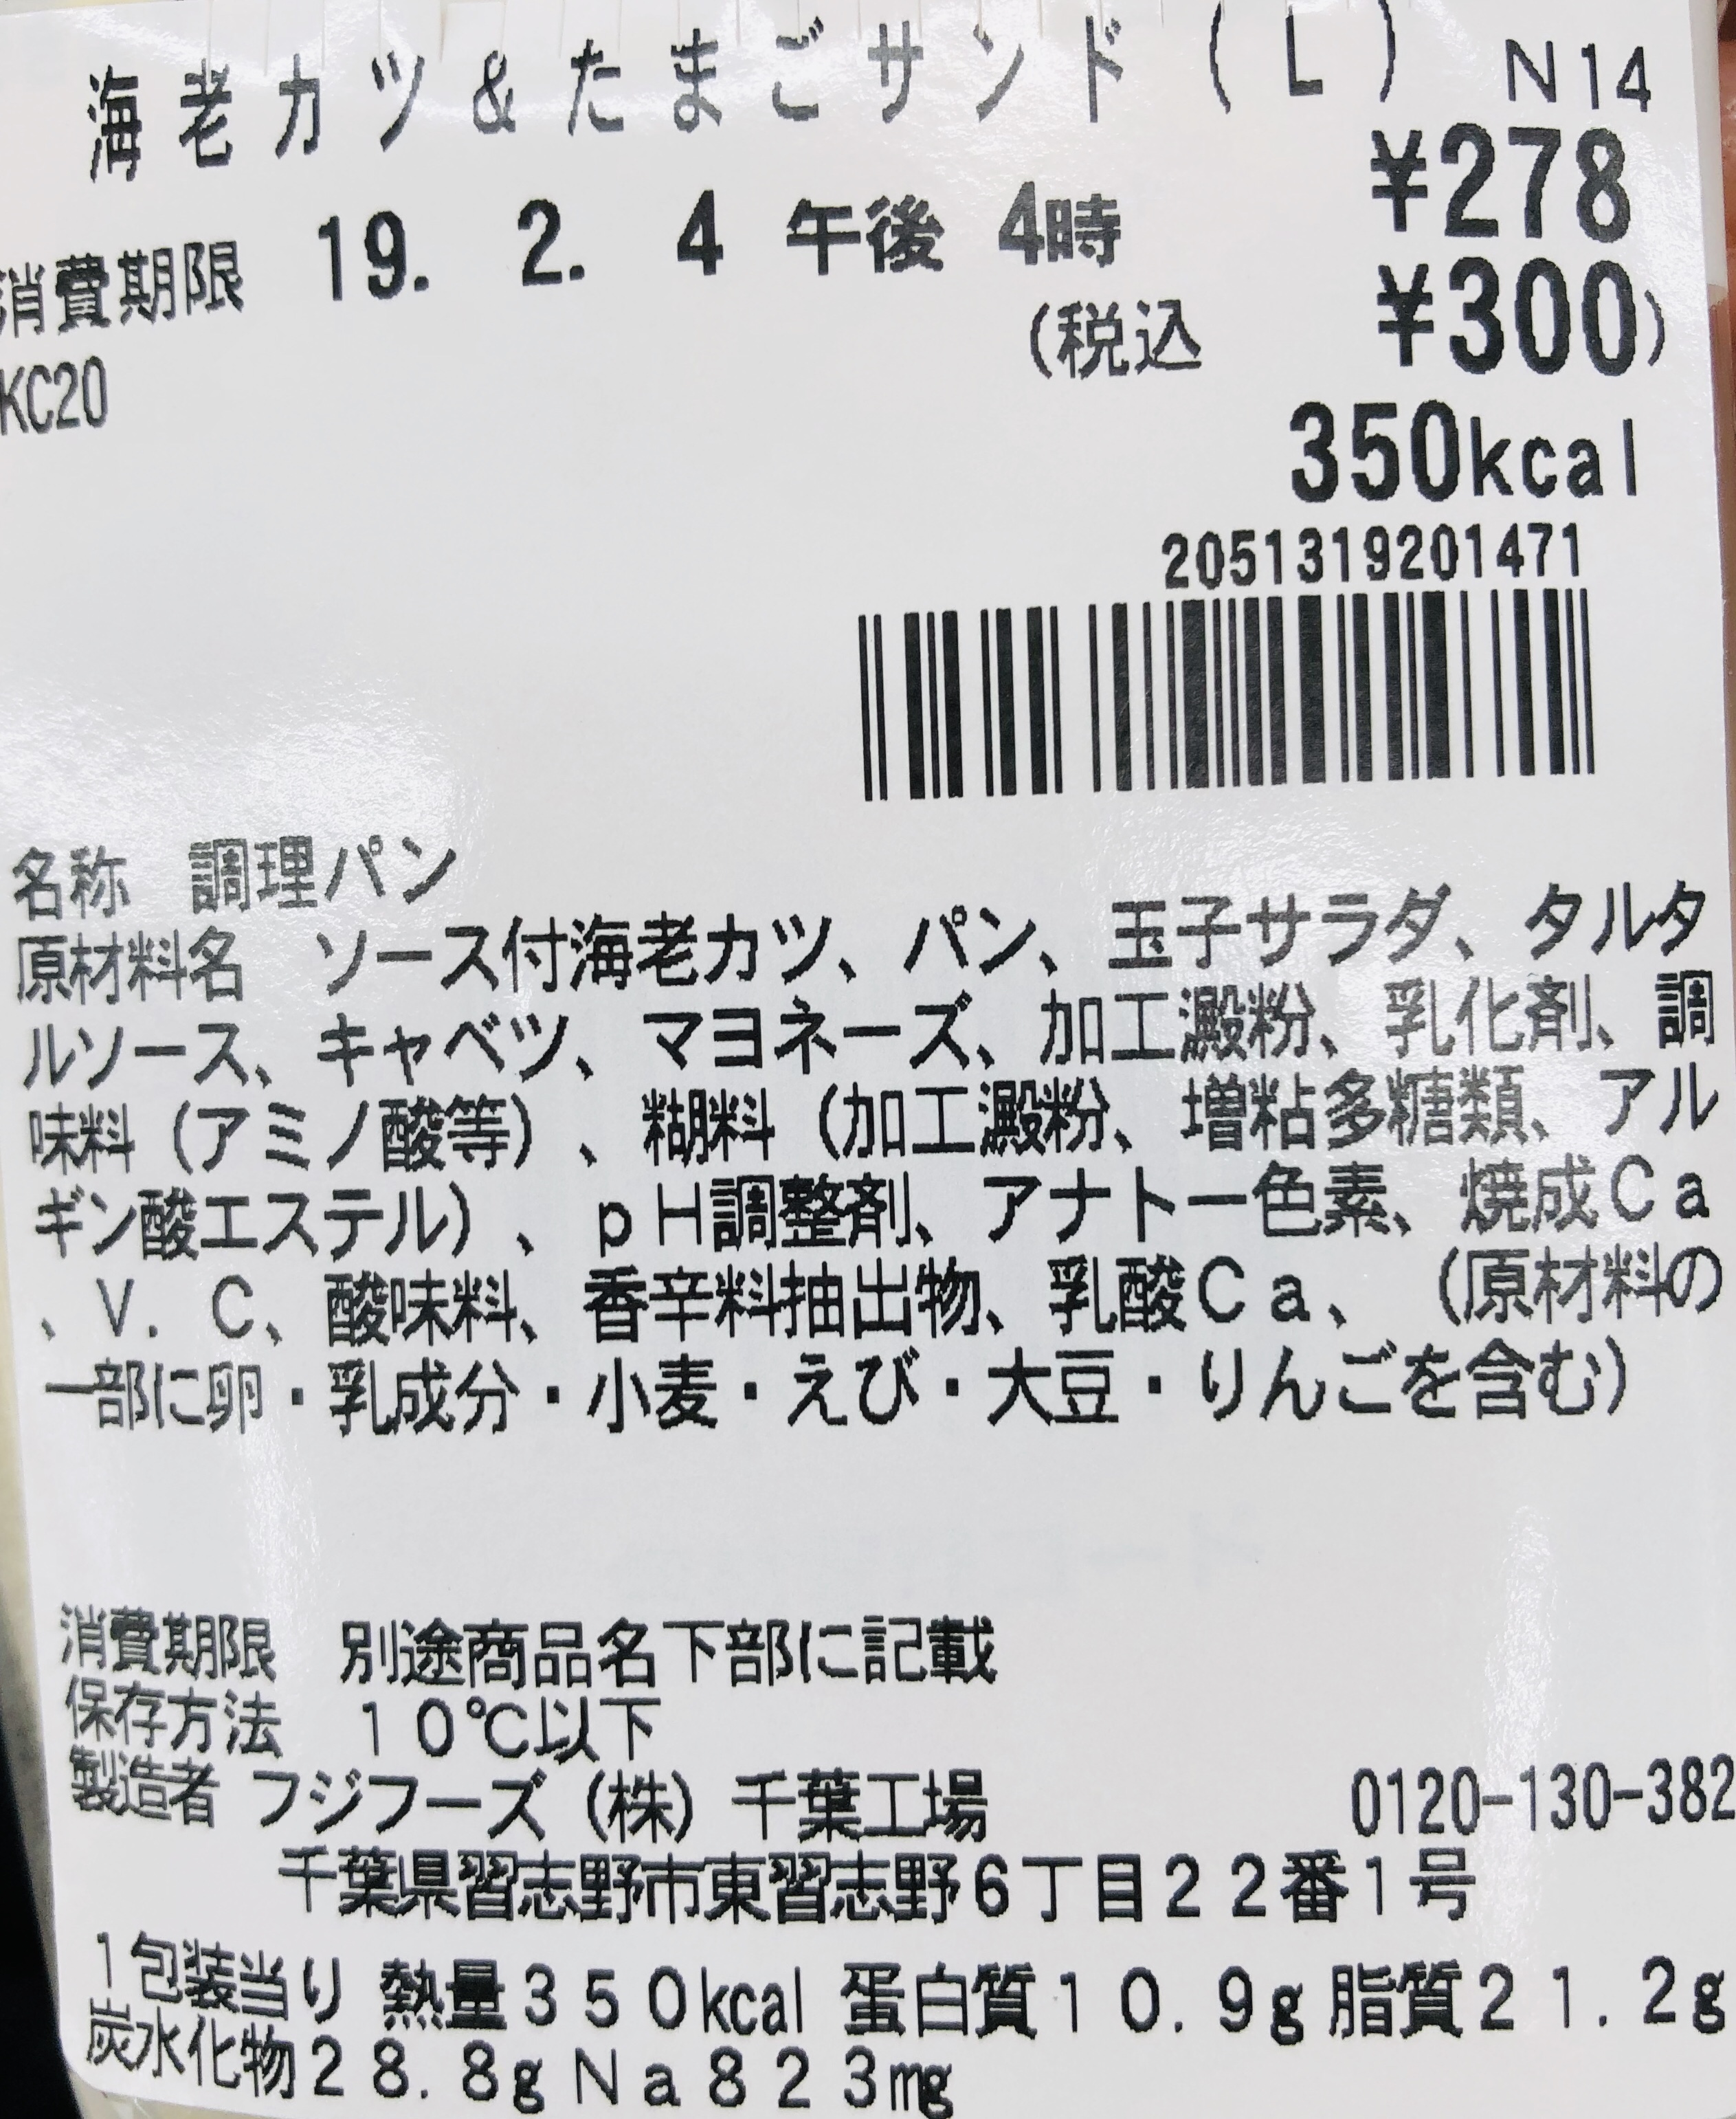 海老カツ&たまごサンド(L) N14
¥278
消費期限 19. 2. 4 午後 4時
(税込 ¥300)
KC20
350kcal
2051319201471
名称 調理パン
原材料名 ソース付海老カツ、パン、玉子サラダ、タルタ
ルソース、キャベツ、マヨネーズ、加工澱粉、乳化剤、調
味料(アミノ酸等)、糊料(加工澱粉、増粘多糖類、アル
ギン酸エステル)、pH調整剤、アナトー色素、焼成Ca
、V.C、酸味料、香辛料抽出物、乳酸Ca、(原材料の
一部に卵・乳成分・小麦・えび・大豆・りんごを含む)
消費期限 別途商品名下部に記載
保存方法 10℃以下
製造者 フジフーズ(株)千葉工場 0120-130-382
千葉県習志野市東習志野6丁目22番1号
1包装当り 熱量350kcal 蛋白質10.9g 脂質21.2g
炭水化物28.8g Na823mg